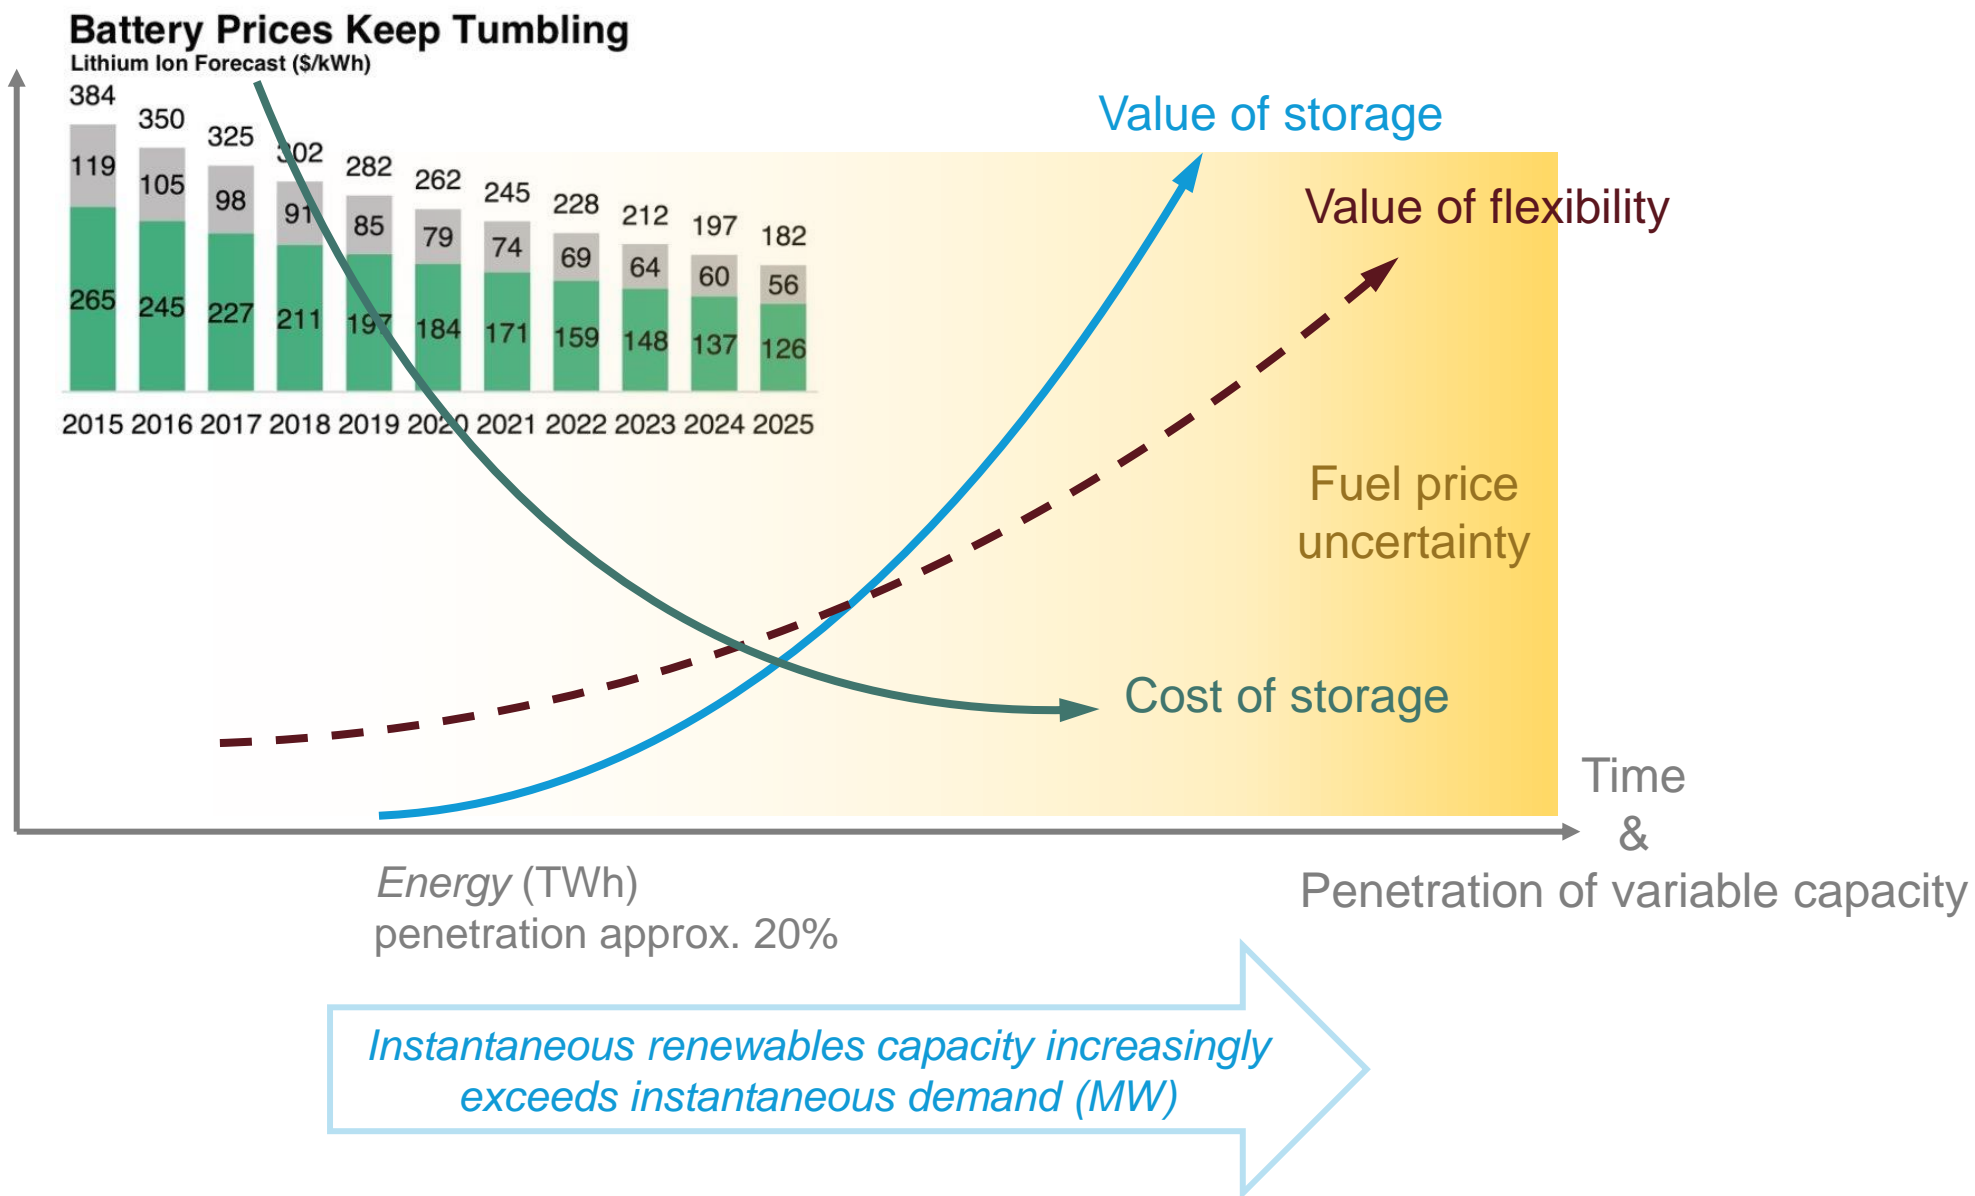 Battery Prices Keep Tumbling
Lithium Ion Forecast ($/kWh)
384 350 325 302 282 262 245 228 212 197 182
119 105 98 91 85 79 74 69 64 60 56
265 245 227 211 197 184 171 159 148 137 126
2015 2016 2017 2018 2019 2020 2021 2022 2023 2024 2025
Value of storage
Value of flexibility
Fuel price
uncertainty
Cost of storage
Time
&
Penetration of variable capacity
Energy (TWh)
penetration approx. 20%
Instantaneous renewables capacity increasingly
exceeds instantaneous demand (MW)